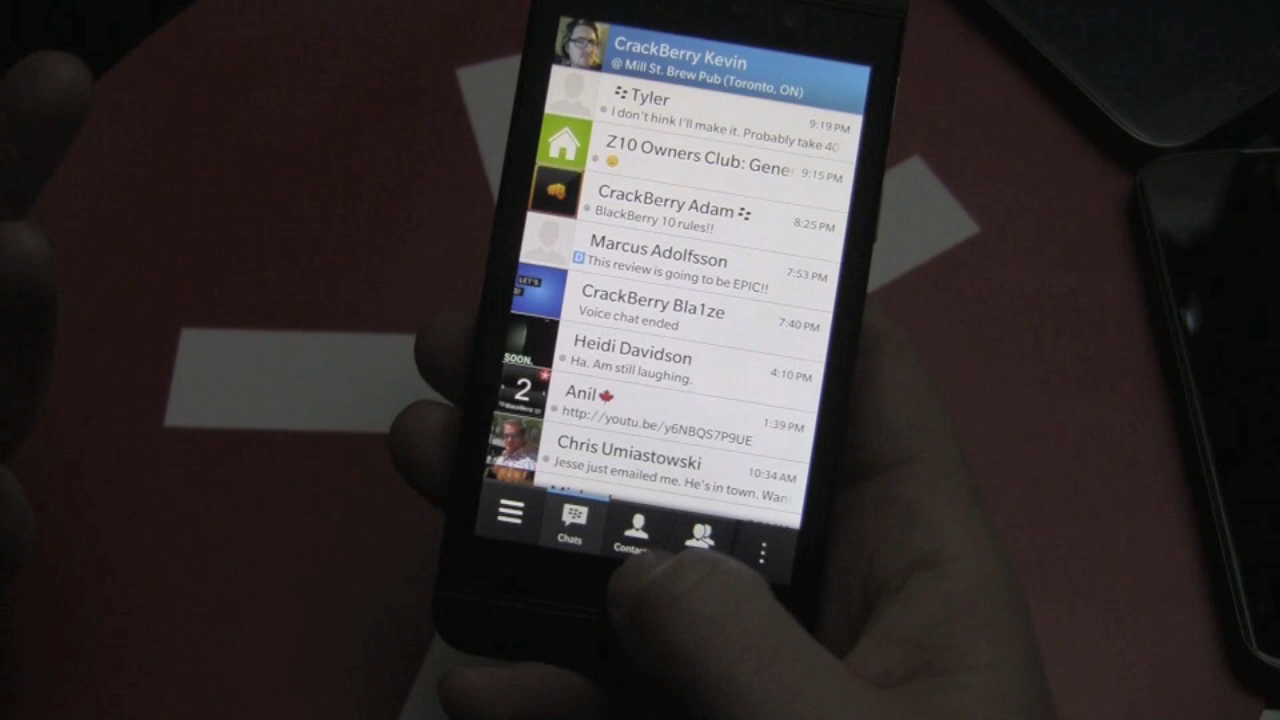 CrackBerry Kevin
@ Mill St. Brew Pub (Toronto, ON)
Tyler
9:19 PM
I don't think I'll make it. Probably take 40
Z10 Owners Club: Gene
9:15 PM
CrackBerry Adam
8:25 PM
BlackBerry 10 rules!!
Marcus Adolfsson
7:53 PM
D This review is going to be EPIC!!
LET'S
CrackBerry Bla1ze
7:40 PM
Voice chat ended
SOON.
Heidi Davidson
4:10 PM
Ha. Am still laughing.
2
Anil
1:39 PM
http://youtu.be/y6NBQS7P9UE
Chris Umiastowski
10:34 AM
Jesse just emailed me. He's in town. Wan
Chats
Contac